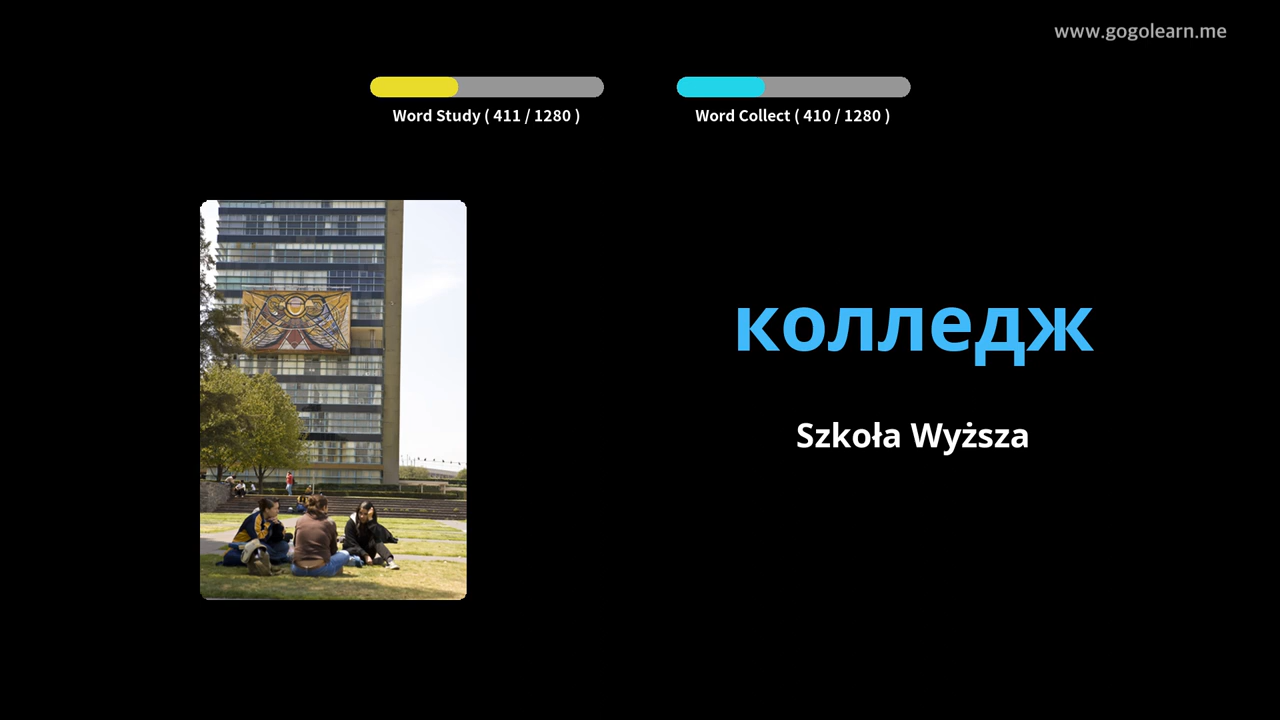 www.gogolearn.me
Word Study ( 411 / 1280 )
Word Collect ( 410 / 1280 )
колледж
Szkoła Wyższa